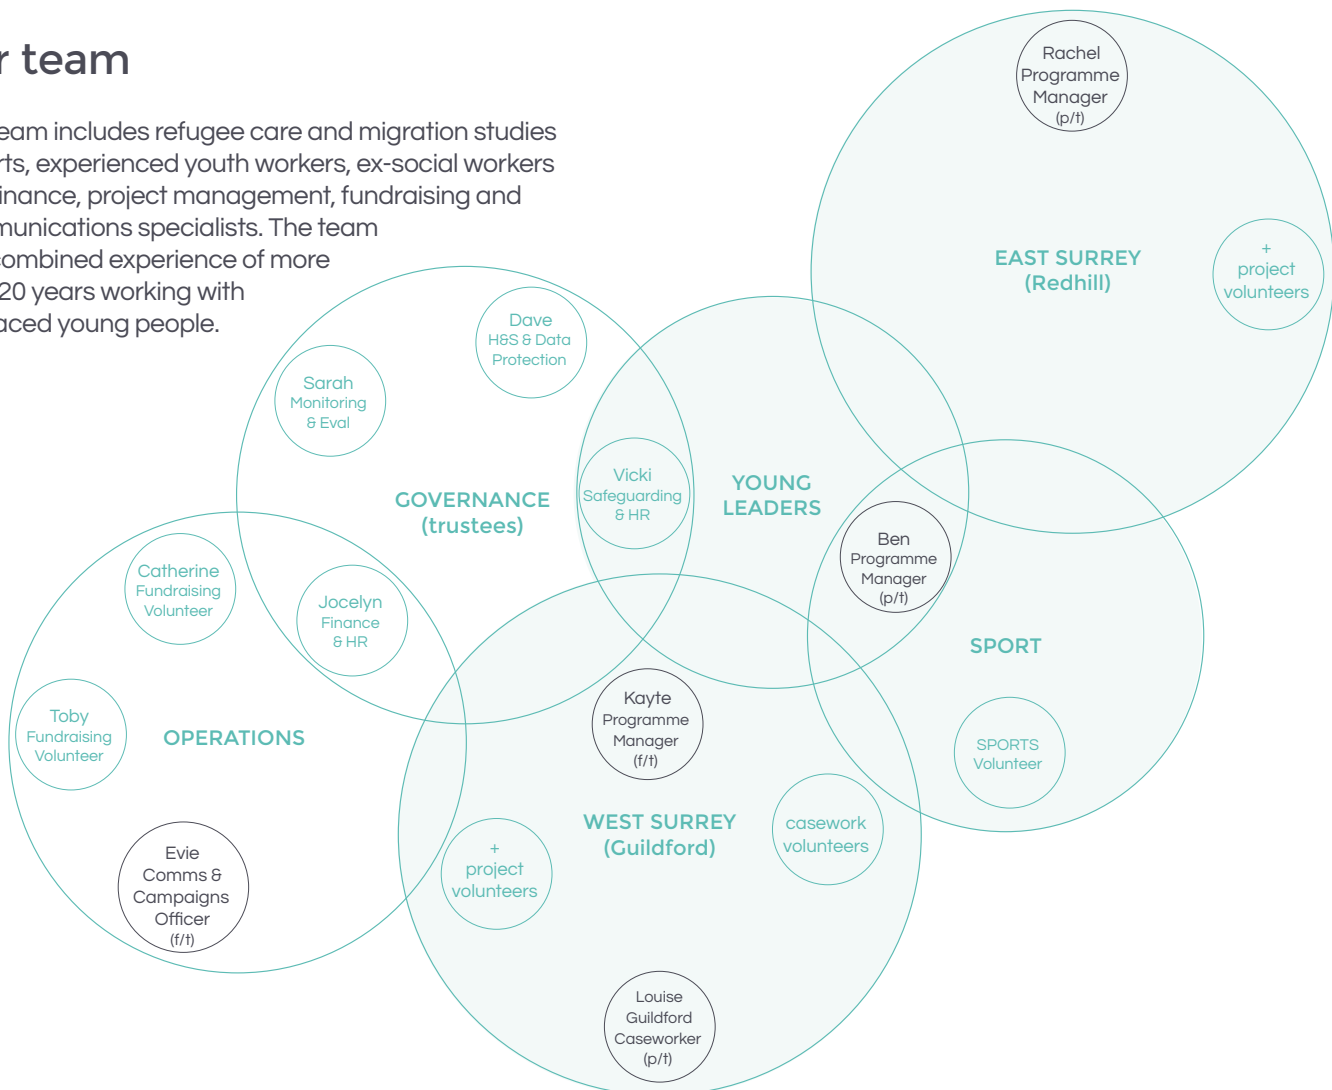 r team
eam includes refugee care and migration studies
rts, experienced youth workers, ex-social workers
inance, project management, fundraising and
munications specialists. The team
combined experience of more
20 years working with
aced young people.
Rachel
Programme
Manager
(p/t)
EAST SURREY
(Redhill)
+
project
volunteers
Dave
H&S & Data
Protection
Sarah
Monitoring
& Eval
GOVERNANCE
(trustees)
Vicki
Safeguarding
& HR
YOUNG
LEADERS
Ben
Programme
Manager
(p/t)
Catherine
Fundraising
Volunteer
Jocelyn
Finance
& HR
SPORT
Toby
Fundraising
Volunteer
OPERATIONS
Kayte
Programme
Manager
(f/t)
SPORTS
Volunteer
WEST SURREY
(Guildford)
casework
volunteers
+
project
volunteers
Evie
Comms &
Campaigns
Officer
(f/t)
Louise
Guildford
Caseworker
(p/t)